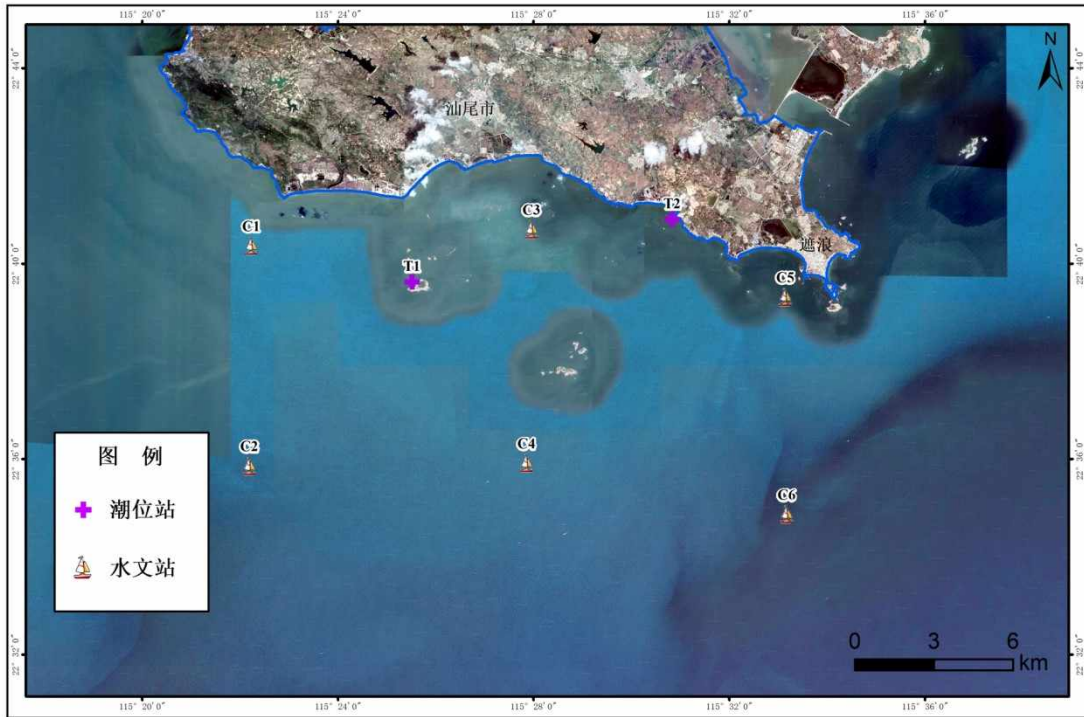 115° 20′ 0″
115° 24′ 0″
115° 28′ 0″
115° 32′ 0″
115° 36′ 0″
22° 44′ 0″
22° 44′ 0″
N
汕尾市
C1
C3
T2
遮浪
22° 40′ 0″
T1
C5
22° 40′ 0″
C2
C4
C6
22° 36′ 0″
22° 36′ 0″
图 例
潮位站
水文站
0 3 6
km
22° 32′ 0″
22° 32′ 0″
115° 20′ 0″
115° 24′ 0″
115° 28′ 0″
115° 32′ 0″
115° 36′ 0″